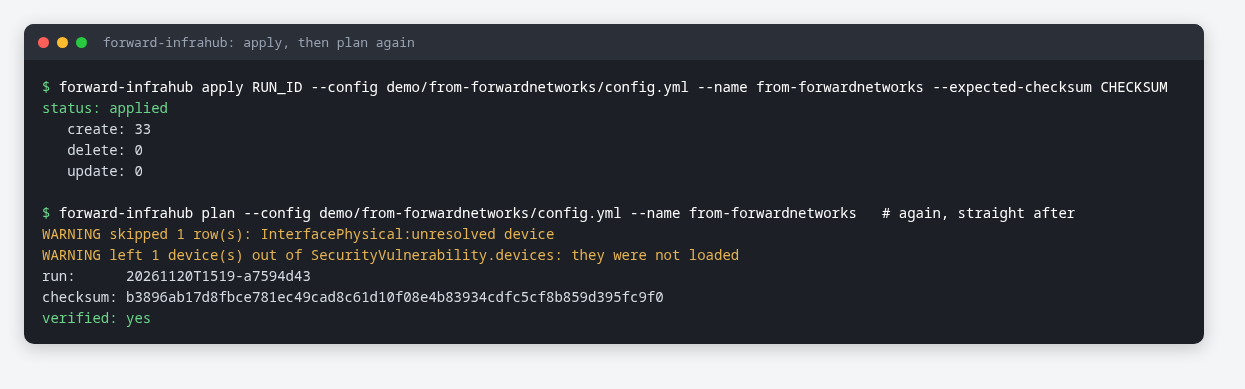 forward-infrahub: apply, then plan again
$ forward-infrahub apply RUN_ID --config demo/from-forwardnetworks/config.yml --name from-forwardnetworks --expected-checksum CHECKSUM
status: applied
create: 33
delete: 0
update: 0
$ forward-infrahub plan --config demo/from-forwardnetworks/config.yml --name from-forwardnetworks # again, straight after
WARNING skipped 1 row(s): InterfacePhysical:unresolved device
WARNING left 1 device(s) out of SecurityVulnerability.devices: they were not loaded
run: 20261120T1519-a7594d43
checksum: b3896ab17d8fbce781ec49cad8c61d10f08e4b83934cdfc5cf8b859d395fc9f0
verified: yes